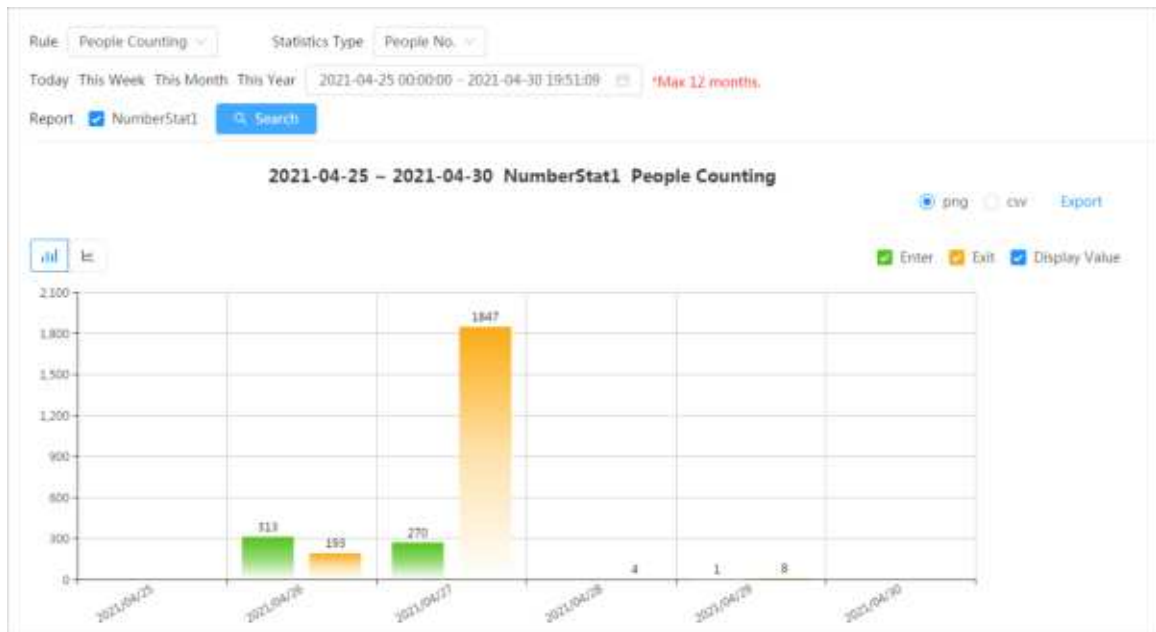 Rule People Counting Statistics Type People No.
Today This Week This Month This Year 2021-04-25 00:00:00 ~ 2021-04-30 19:51:09 *Max 12 months.
Report NumberStat1 Search
2021-04-25 ~ 2021-04-30 NumberStat1 People Counting
png csv Export
Enter Exit Display Value
2,100
1847
1,800
1,500
1,200
900
600
313
193
270
300
4
1
8
0
2021/04/25 2021/04/26 2021/04/27 2021/04/28 2021/04/29 2021/04/30